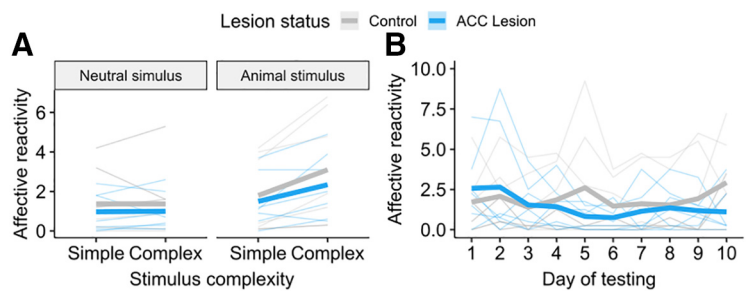 Lesion status Control ACC Lesion
A
B
Neutral simulus Animal stimulus
Affective reactivity
6
4
2
0
Simple Complex Simple Complex
Stimulus complexity
Affective reactivity
10.0
7.5
5.0
2.5
0.0
1 2 3 4 5 6 7 8 9 10
Day of testing